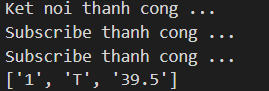 Ket noi thanh cong ...
Subscribe thanh cong ...
Subscribe thanh cong ...
['1', 'T', '39.5']